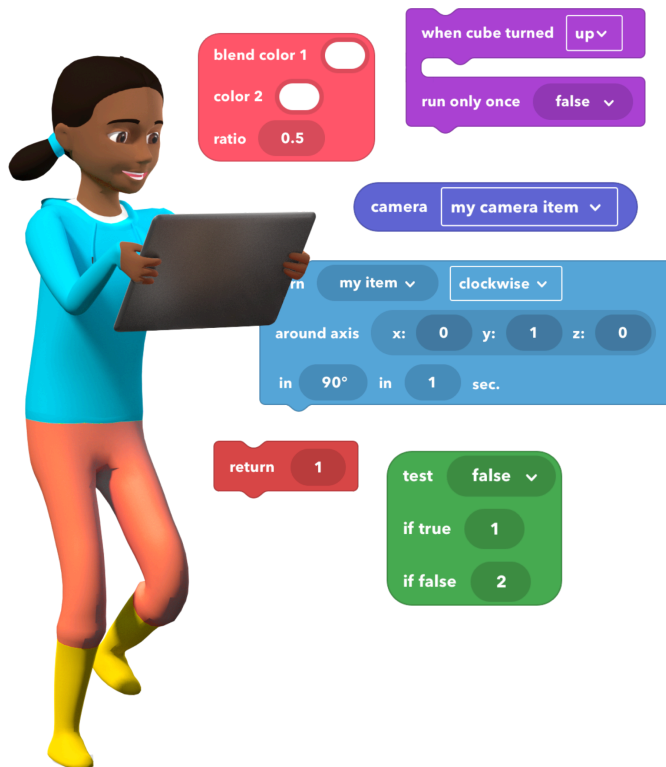 blend color 1
color 2
ratio 0.5
when cube turned up
run only once false
camera my camera item
rn my item clockwise
around axis x: 0 y: 1 z: 0
in 90° in 1 sec.
return 1
test false
if true 1
if false 2